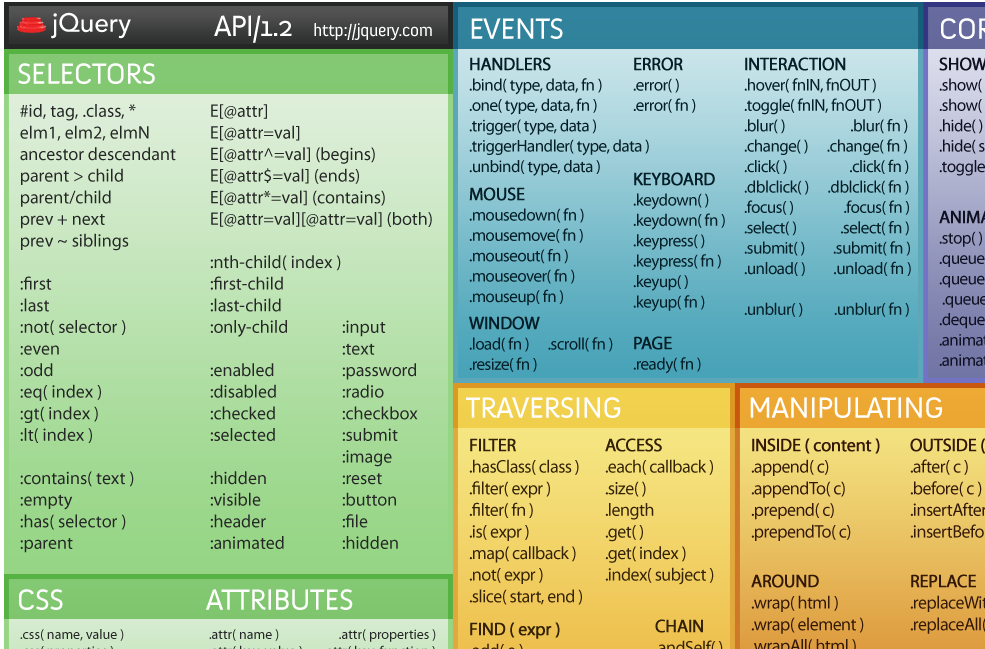 jQuery API/1.2 http://jquery.com
SELECTORS
#id, tag, .class, * E[@attr]
elm1, elm2, elmN E[@attr=val]
ancestor descendant E[@attr^=val] (begins)
parent > child E[@attr$=val] (ends)
parent/child E[@attr*=val] (contains)
prev + next E[@attr=val][@attr=val] (both)
prev ~ siblings
:nth-child( index )
:first :first-child
:last :last-child
:not( selector ) :only-child :input
:even :text
:odd :enabled :password
:eq( index ) :disabled :radio
:gt( index ) :checked :checkbox
:lt( index ) :selected :submit
:image
:contains( text ) :hidden :reset
:empty :visible :button
:has( selector ) :header :file
:parent :animated :hidden
CSS ATTRIBUTES
.css( name, value ) .attr( name ) .attr( properties )
EVENTS
HANDLERS
.bind( type, data, fn )
.one( type, data, fn )
.trigger( type, data )
.triggerHandler( type, data )
.unbind( type, data )
MOUSE
.mousedown( fn )
.mousemove( fn )
.mouseout( fn )
.mouseover( fn )
.mouseup( fn )
WINDOW
.load( fn ) .scroll( fn )
.resize( fn )
ERROR
.error( )
.error( fn )
KEYBOARD
.keydown( )
.keydown( fn )
.keypress( )
.keypress( fn )
.keyup( )
.keyup( fn )
PAGE
.ready( fn )
INTERACTION
.hover( fnIN, fnOUT )
.toggle( fnIN, fnOUT )
.blur( ) .blur( fn )
.change( ) .change( fn )
.click( ) .click( fn )
.dblclick( ) .dblclick( fn )
.focus( ) .focus( fn )
.select( ) .select( fn )
.submit( ) .submit( fn )
.unload( ) .unload( fn )
.unblur( ) .unblur( fn )
COR
SHOW
.show(
.show(
.hide( )
.hide( s
.toggle
ANIMA
.stop( )
.queue
.queue
.queue
.deque
.animat
.animat
TRAVERSING
FILTER
.hasClass( class )
.filter( expr )
.filter( fn )
.is( expr )
.map( callback )
.not( expr )
.slice( start, end )
FIND ( expr )
ACCESS
.each( callback )
.size( )
.length
.get( )
.get( index )
.index( subject )
CHAIN
.andSelf( )
MANIPULATING
INSIDE ( content )
.append( c )
.appendTo( c )
.prepend( c )
.prependTo( c )
AROUND
.wrap( html )
.wrap( element )
.wrapAll( html )
OUTSIDE (
.after( c )
.before( c )
.insertAfter
.insertBefo
REPLACE
.replaceWit
.replaceAll(